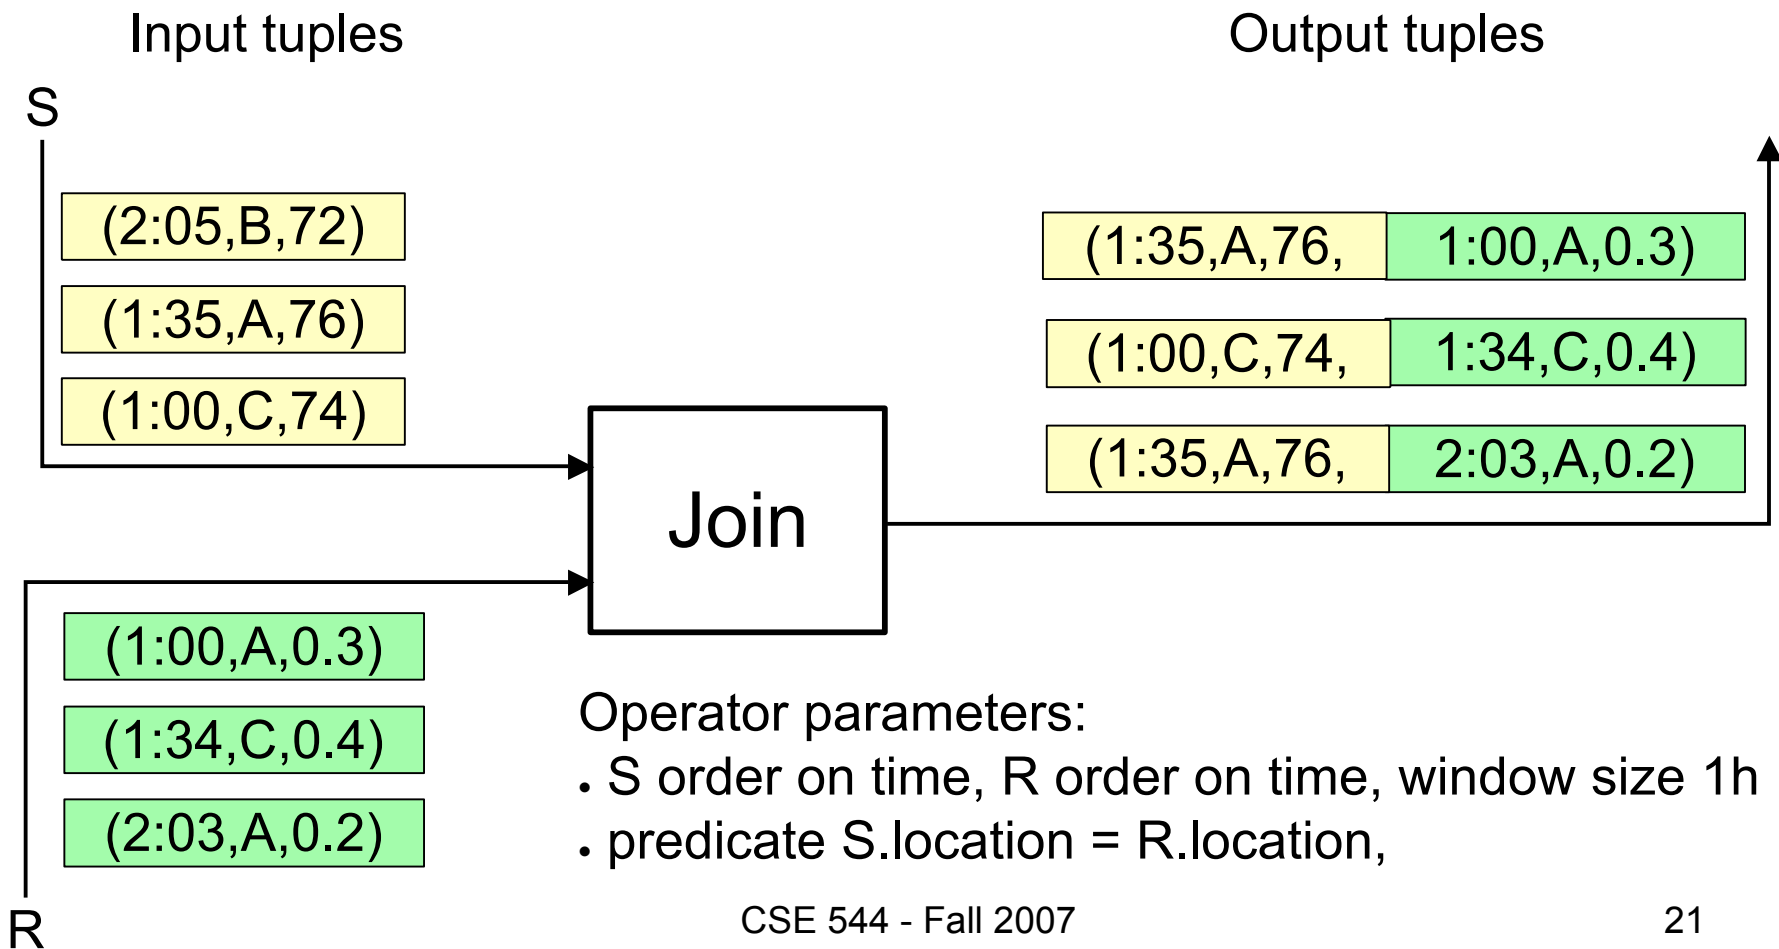 Input tuples
Output tuples
S
(2:05,B,72)
(1:35,A,76)
(1:00,C,74)
(1:35,A,76, 1:00,A,0.3)
(1:00,C,74, 1:34,C,0.4)
(1:35,A,76, 2:03,A,0.2)
Join
(1:00,A,0.3)
(1:34,C,0.4)
(2:03,A,0.2)
R
Operator parameters:
• S order on time, R order on time, window size 1h
• predicate S.location = R.location,
CSE 544 - Fall 2007
21